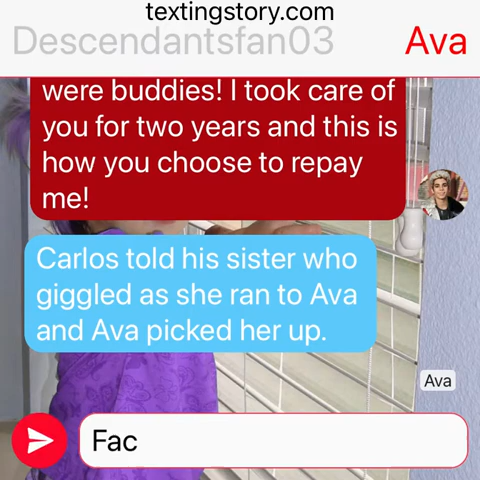 textingstory.com
Descendantsfan03 Ava
were buddies! I took care of
you for two years and this is
how you choose to repay
me!
Carlos told his sister who
giggled as she ran to Ava
and Ava picked her up.
Ava
Fac